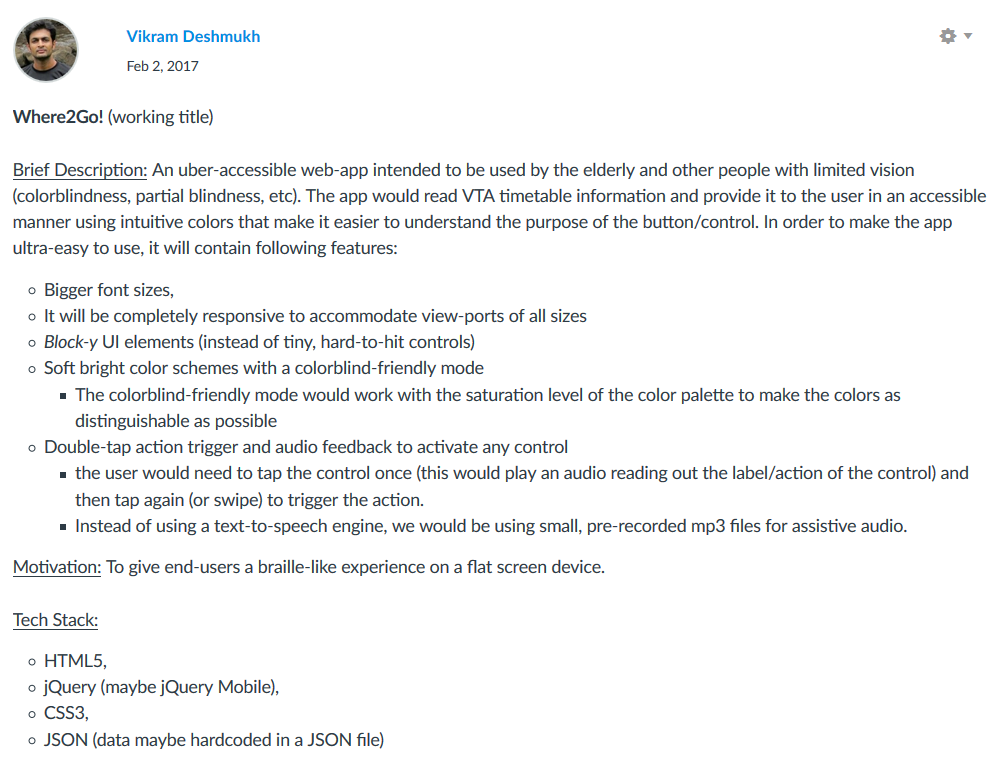 Vikram Deshmukh
Feb 2, 2017
Where2Go! (working title)
Brief Description: An uber-accessible web-app intended to be used by the elderly and other people with limited vision
(colorblindness, partial blindness, etc). The app would read VTA timetable information and provide it to the user in an accessible
manner using intuitive colors that make it easier to understand the purpose of the button/control. In order to make the app
ultra-easy to use, it will contain following features:
Bigger font sizes,
It will be completely responsive to accommodate view-ports of all sizes
Block-y UI elements (instead of tiny, hard-to-hit controls)
Soft bright color schemes with a colorblind-friendly mode
The colorblind-friendly mode would work with the saturation level of the color palette to make the colors as
distinguishable as possible
Double-tap action trigger and audio feedback to activate any control
the user would need to tap the control once (this would play an audio reading out the label/action of the control) and
then tap again (or swipe) to trigger the action.
Instead of using a text-to-speech engine, we would be using small, pre-recorded mp3 files for assistive audio.
Motivation: To give end-users a braille-like experience on a flat screen device.
Tech Stack:
HTML5,
jQuery (maybe jQuery Mobile),
CSS3,
JSON (data maybe hardcoded in a JSON file)